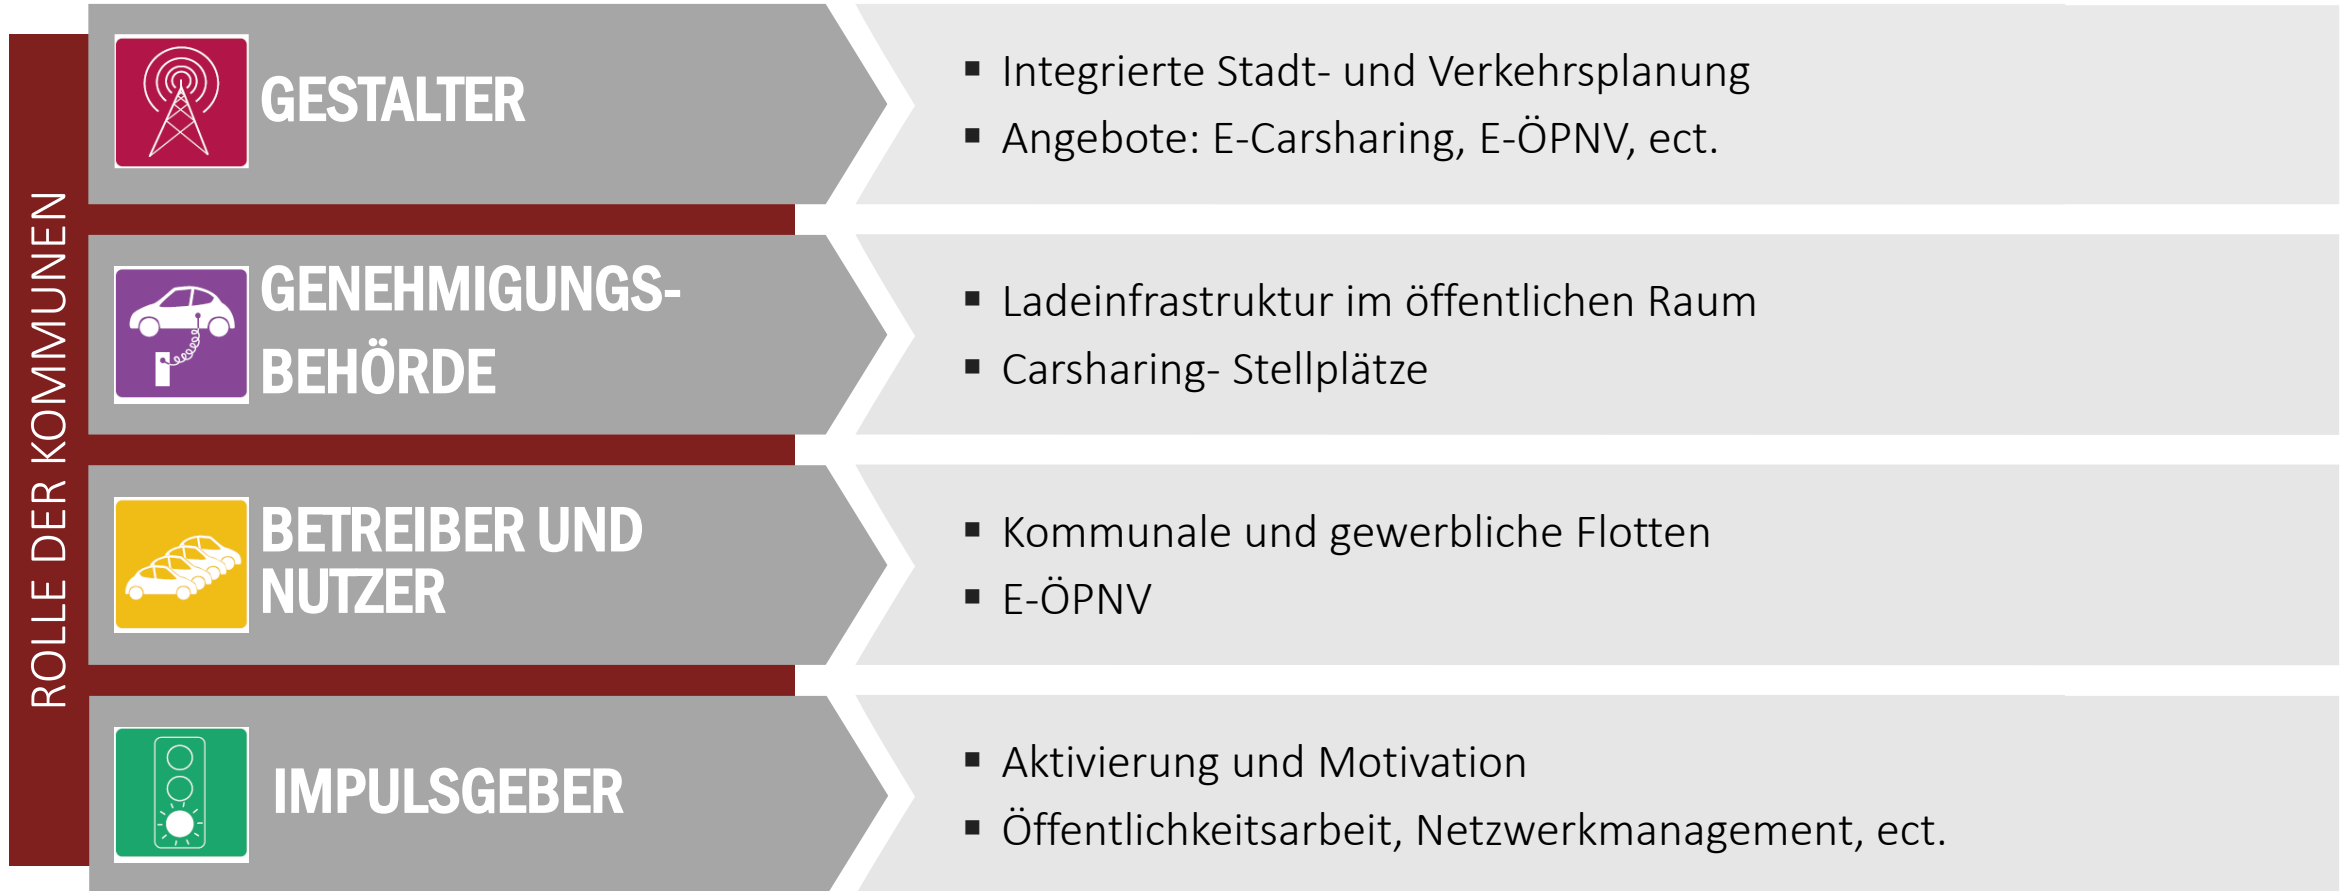 ROLLE DER KOMMUNEN
GESTALTER
▪ Integrierte Stadt- und Verkehrsplanung
▪ Angebote: E-Carsharing, E-ÖPNV, ect.
GENEHMIGUNGS-
BEHÖRDE
▪ Ladeinfrastruktur im öffentlichen Raum
▪ Carsharing- Stellplätze
BETREIBER UND
NUTZER
▪ Kommunale und gewerbliche Flotten
▪ E-ÖPNV
IMPULSGEBER
▪ Aktivierung und Motivation
▪ Öffentlichkeitsarbeit, Netzwerkmanagement, ect.